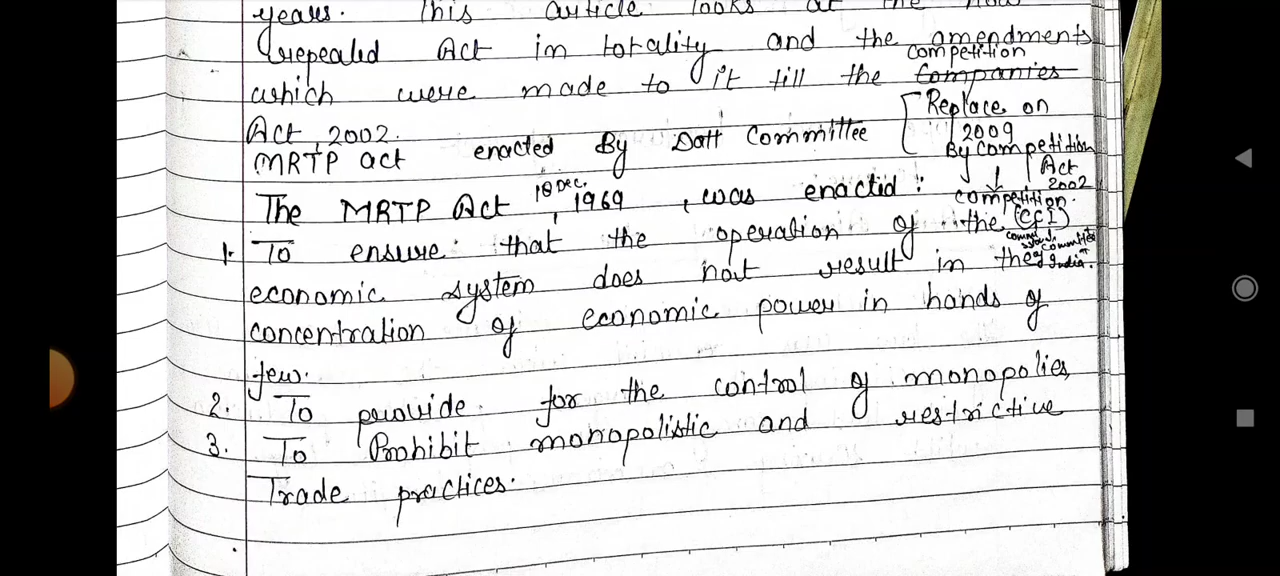 years. This article looks at the now
repealed Act in totality and the amendments
which were made to it till the Companies competition
Act, 2002.
MRTP act enacted By Datt Committee [Replace on 2009 By Competition Act 2002
The MRTP Act 18 Dec. , 1969 , was enacted : competition (CCI)
1. To ensure that the operation of the
economic system does not result in the
concentration of economic power in hands of
few.
2. To provide for the control of monopolies,
3. To Prohibit monopolistic and restrictive
Trade practices.